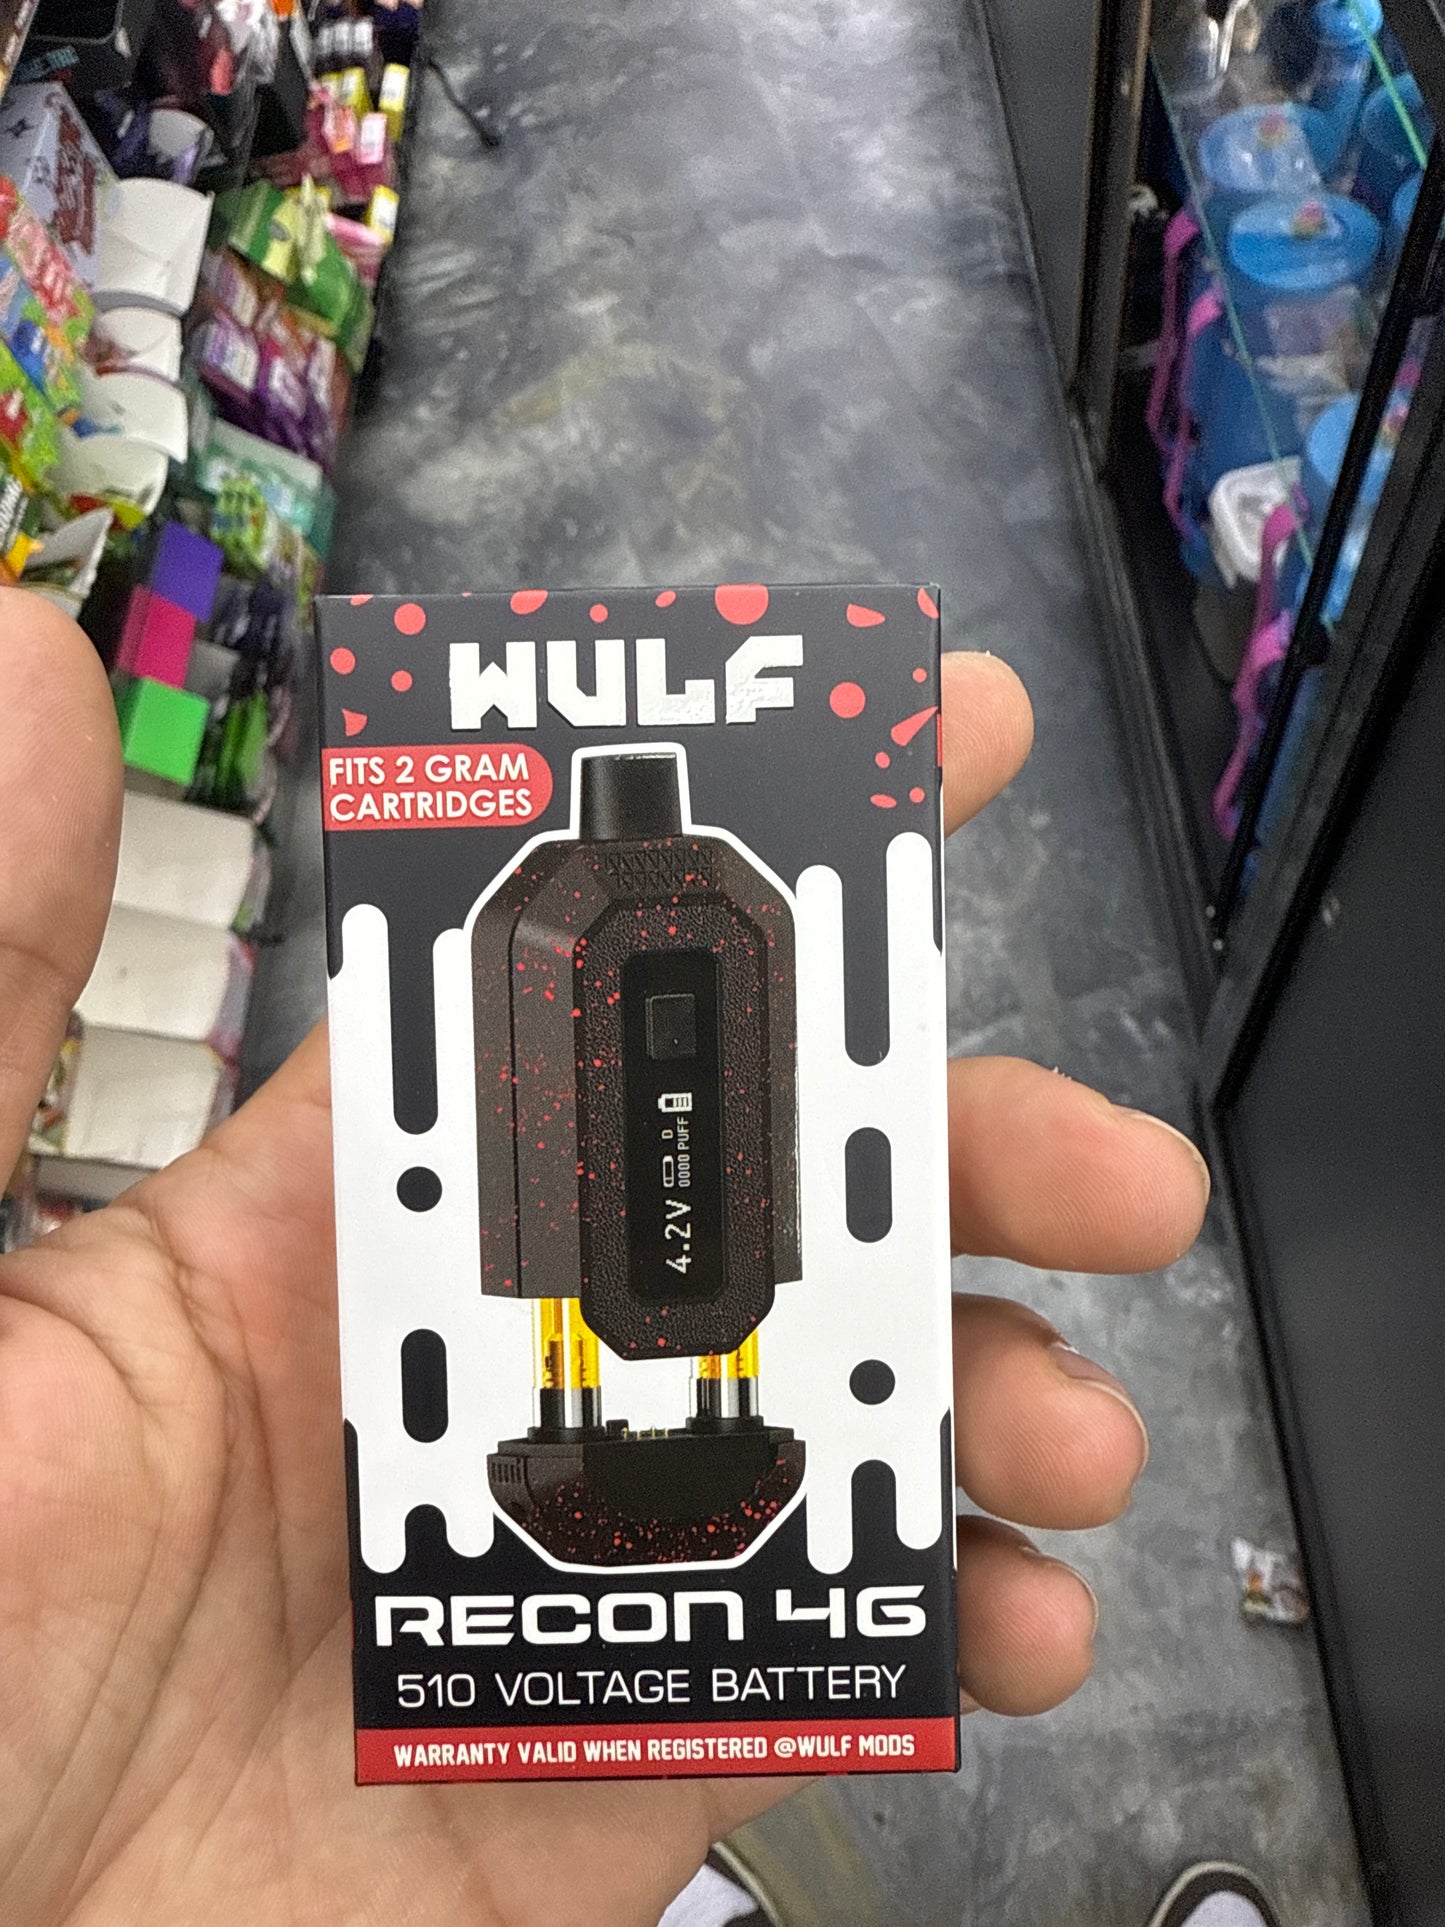 WULF
FITS 2 GRAM
CARTRIDGES
4.2V
D
0000 PUFF
RECON 4G
510 VOLTAGE BATTERY
WARRANTY VALID WHEN REGISTERED @WULF MODS